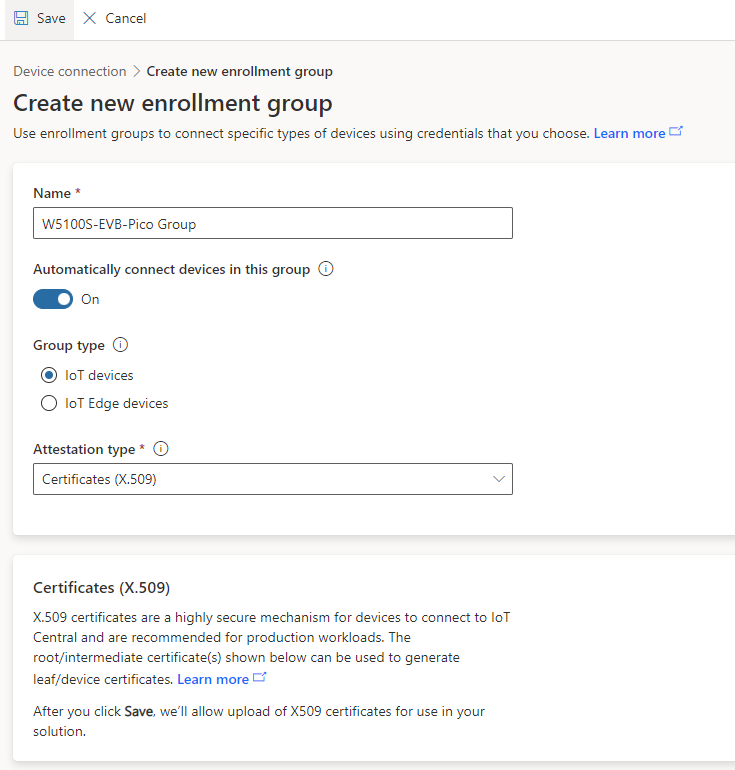 Save Cancel
Device connection > Create new enrollment group
Create new enrollment group
Use enrollment groups to connect specific types of devices using credentials that you choose. Learn more
Name *
W5100S-EVB-Pico Group
Automatically connect devices in this group
On
Group type
IoT devices
IoT Edge devices
Attestation type *
Certificates (X.509)
Certificates (X.509)
X.509 certificates are a highly secure mechanism for devices to connect to IoT
Central and are recommended for production workloads. The
root/intermediate certificate(s) shown below can be used to generate
leaf/device certificates. Learn more
After you click Save, we'll allow upload of X509 certificates for use in your
solution.